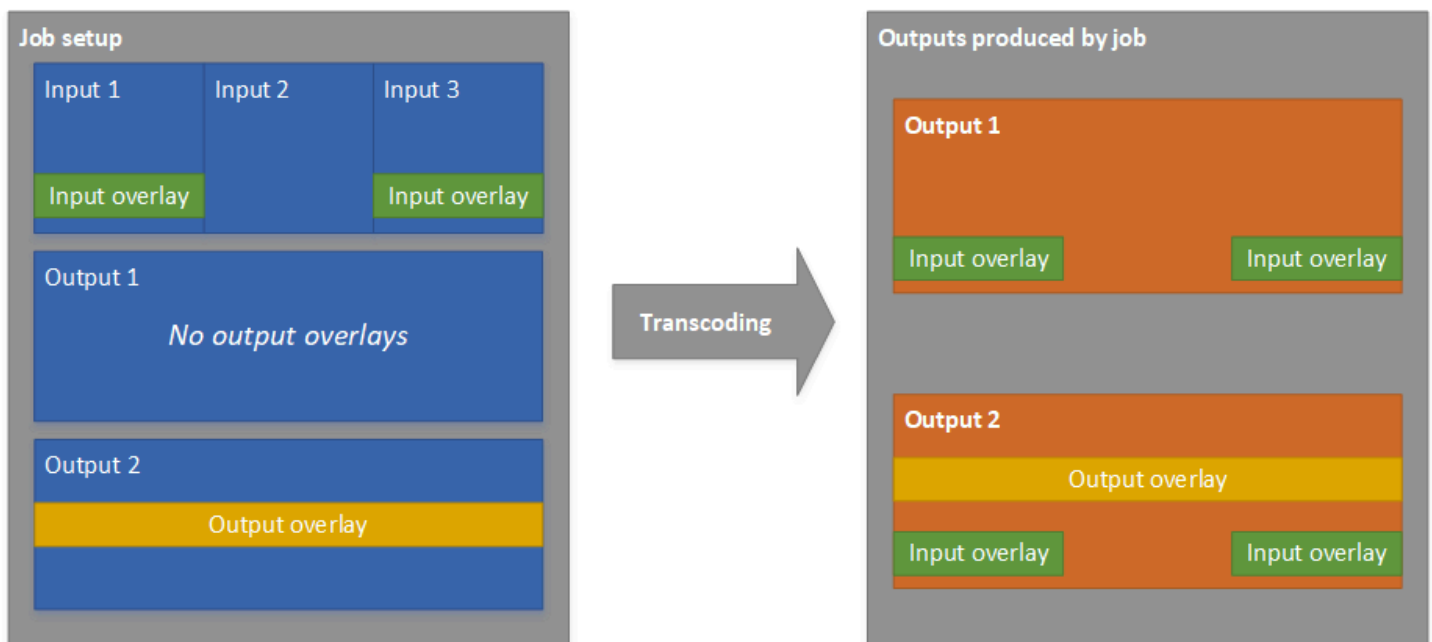 Job setup
Input 1
Input 2
Input 3
Input overlay
Input overlay
Output 1
No output overlays
Output 2
Output overlay
Transcoding
Outputs produced by job
Output 1
Input overlay
Input overlay
Output 2
Output overlay
Input overlay
Input overlay